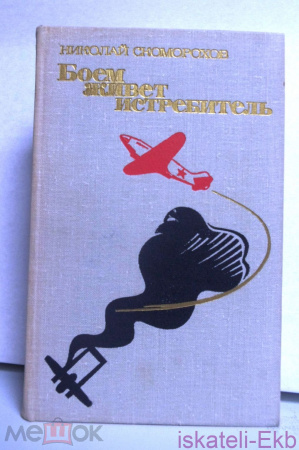 НИКОЛАЙ СКОМОРОХОВ
Боем
живет
истребитель
мешок
iskateli-Ekb